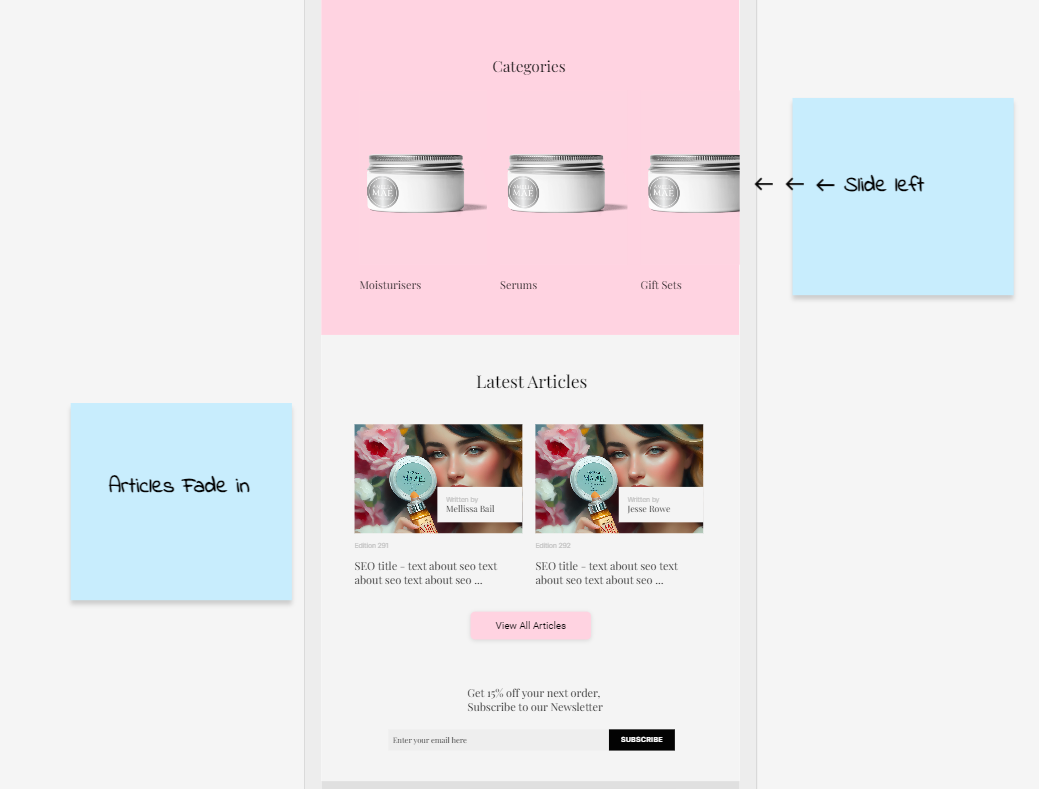 Categories
MAE
MAE
MAE
← ← ← Slide left
Moisturisers
Serums
Gift Sets
Latest Articles
Articles Fade in
Written by
Mellissa Bail
Written by
Jesse Rowe
Edition 291
Edition 292
SEO title – text about seo text
about seo text about seo ...
SEO title – text about seo text
about seo text about seo ...
View All Articles
Get 15% off your next order,
Subscribe to our Newsletter
Enter your email here
SUBSCRIBE